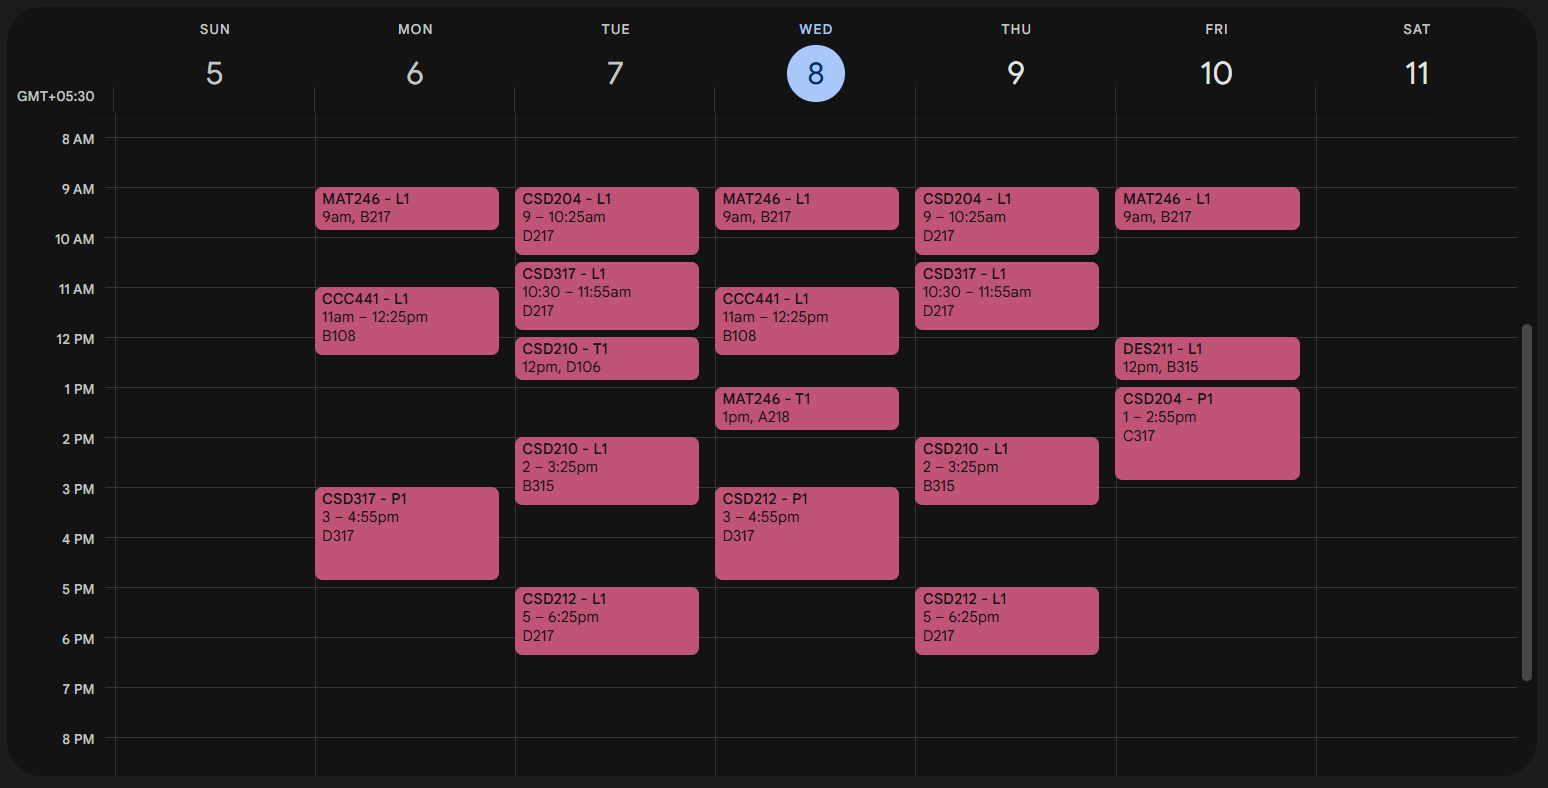 SUN MON TUE WED THU FRI SAT
5 6 7 8 9 10 11
GMT+05:30
8 AM
9 AM
10 AM
11 AM
12 PM
1 PM
2 PM
3 PM
4 PM
5 PM
6 PM
7 PM
8 PM
MAT246 - L1
9am, B217
CCC441 - L1
11am – 12:25pm
B108
CSD317 - P1
3 – 4:55pm
D317
CSD204 - L1
9 – 10:25am
D217
CSD317 - L1
10:30 – 11:55am
D217
CSD210 - T1
12pm, D106
CSD210 - L1
2 – 3:25pm
B315
CSD212 - L1
5 – 6:25pm
D217
MAT246 - L1
9am, B217
CCC441 - L1
11am – 12:25pm
B108
MAT246 - T1
1pm, A218
CSD212 - P1
3 – 4:55pm
D317
CSD204 - L1
9 – 10:25am
D217
CSD317 - L1
10:30 – 11:55am
D217
CSD210 - L1
2 – 3:25pm
B315
CSD212 - L1
5 – 6:25pm
D217
MAT246 - L1
9am, B217
DES211 - L1
12pm, B315
CSD204 - P1
1 – 2:55pm
C317